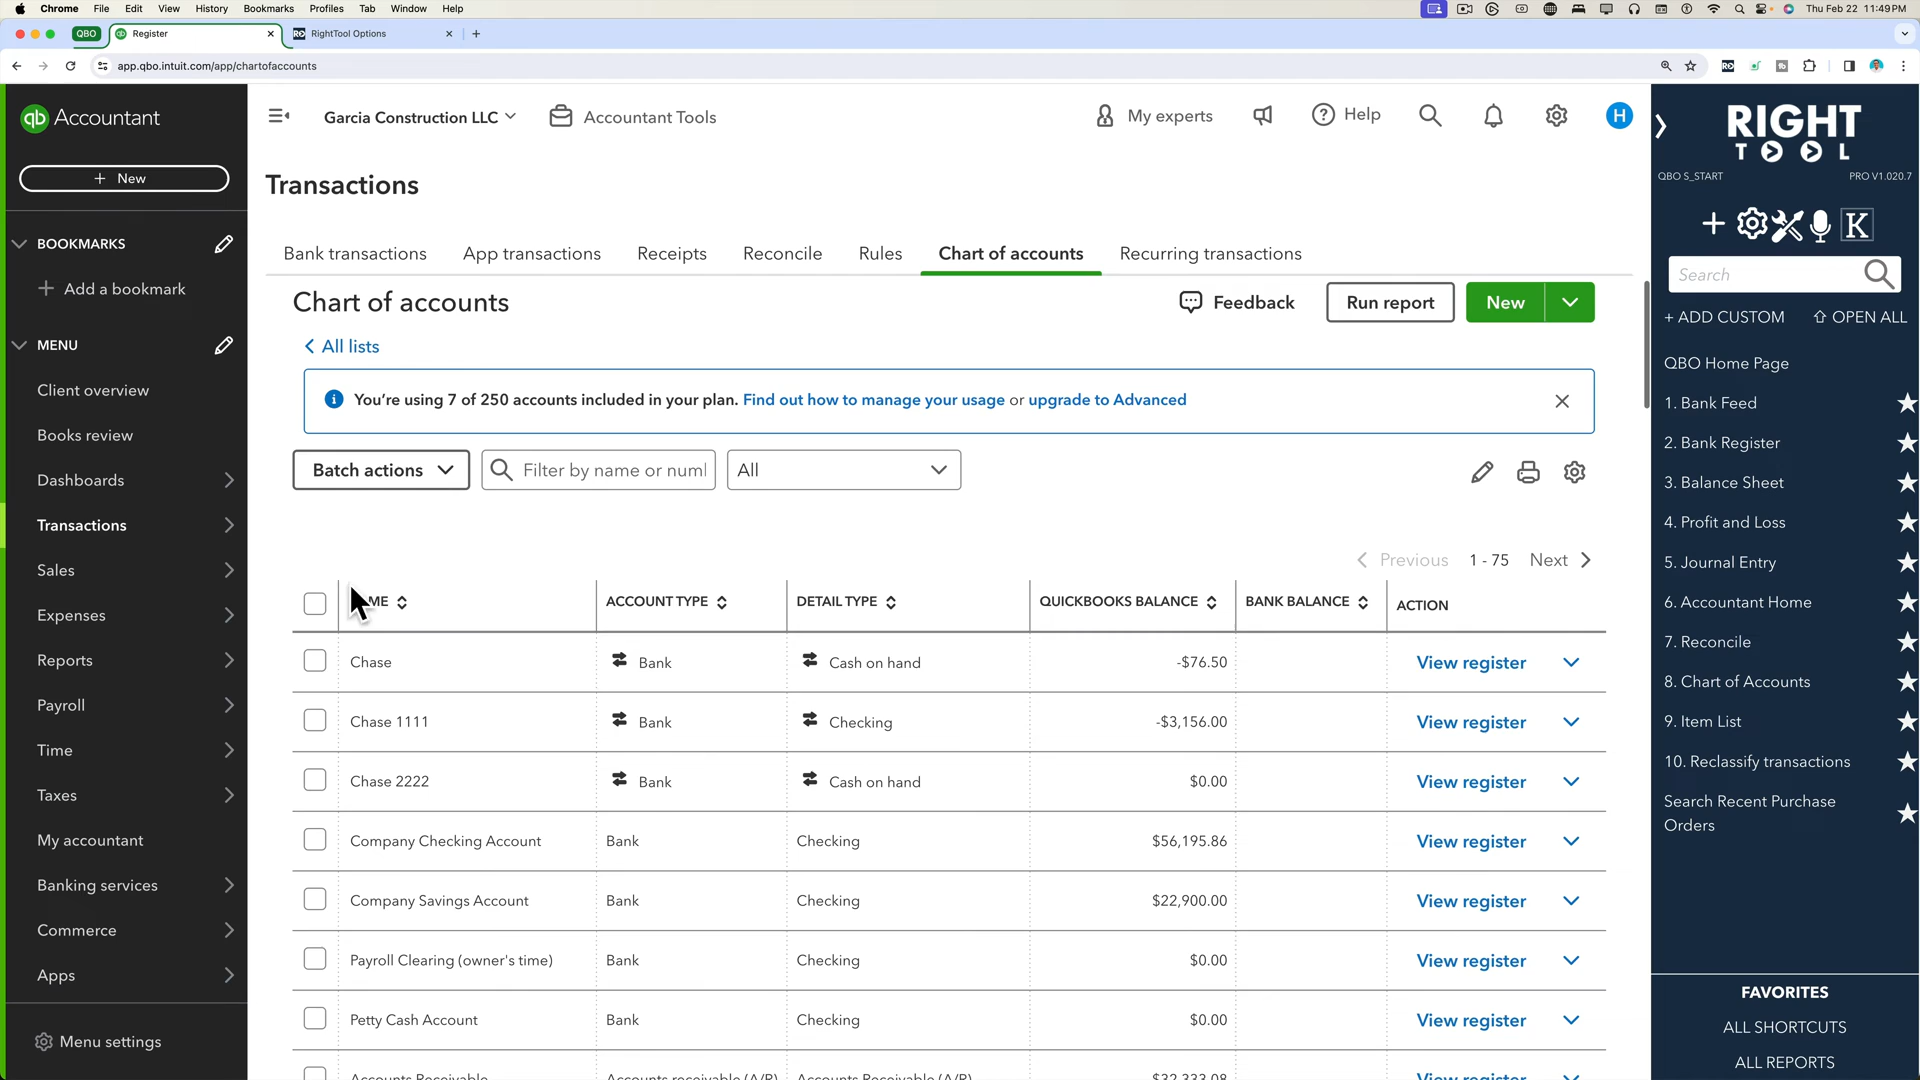 Chrome File Edit View History Bookmarks Profiles Tab Window Help Thu Feb 22 11:49 PM
QBO Register RightTool Options
app.qbo.intuit.com/app/chartofaccounts
qb Accountant
Garcia Construction LLC Accountant Tools My experts Help H
RIGHT
TOOL
QBO S_START PRO V1.020.7
+ New
Transactions
K
BOOKMARKS
+ Add a bookmark
Bank transactions App transactions Receipts Reconcile Rules Chart of accounts Recurring transactions
Search
Chart of accounts Feedback Run report New
+ ADD CUSTOM OPEN ALL
MENU
All lists
You're using 7 of 250 accounts included in your plan. Find out how to manage your usage or upgrade to Advanced
Batch actions Filter by name or numl All
Previous 1 - 75 Next
ACCOUNT TYPE DETAIL TYPE QUICKBOOKS BALANCE BANK BALANCE ACTION
Chase Bank Cash on hand -$76.50 View register
Chase 1111 Bank Checking -$3,156.00 View register
Chase 2222 Bank Cash on hand $0.00 View register
Company Checking Account Bank Checking $56,195.86 View register
Company Savings Account Bank Checking $22,900.00 View register
Payroll Clearing (owner's time) Bank Checking $0.00 View register
Petty Cash Account Bank Checking $0.00 View register
Accounts Receivable Accounts receivable (A/R) Accounts Receivable (A/R) $32,333.08 View register
Client overview
Books review
Dashboards
Transactions
Sales
Expenses
Reports
Payroll
Time
Taxes
My accountant
Banking services
Commerce
Apps
Menu settings
QBO Home Page
1. Bank Feed
2. Bank Register
3. Balance Sheet
4. Profit and Loss
5. Journal Entry
6. Accountant Home
7. Reconcile
8. Chart of Accounts
9. Item List
10. Reclassify transactions
Search Recent Purchase
Orders
FAVORITES
ALL SHORTCUTS
ALL REPORTS